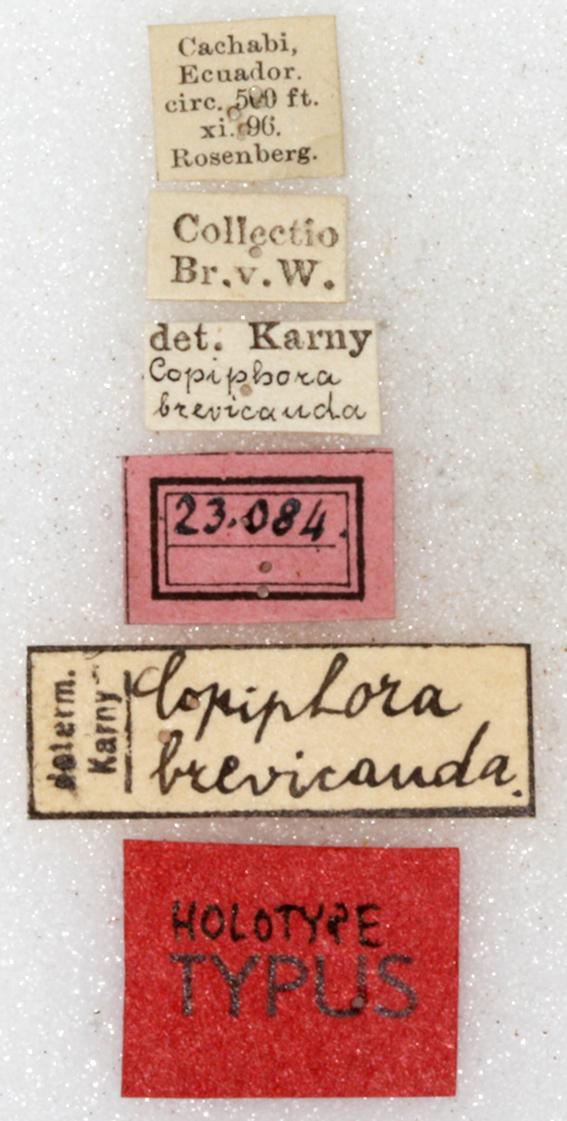 Cachabi,
Ecuador.
circ. 500 ft.
xi. 96.
Rosenberg.
Collectio
Br.v.W.
det. Karny
Copiphora
brevicauda
23.084.
determ.
Karny
Copiphora
brevicauda.
HOLOTYPE
TYPUS